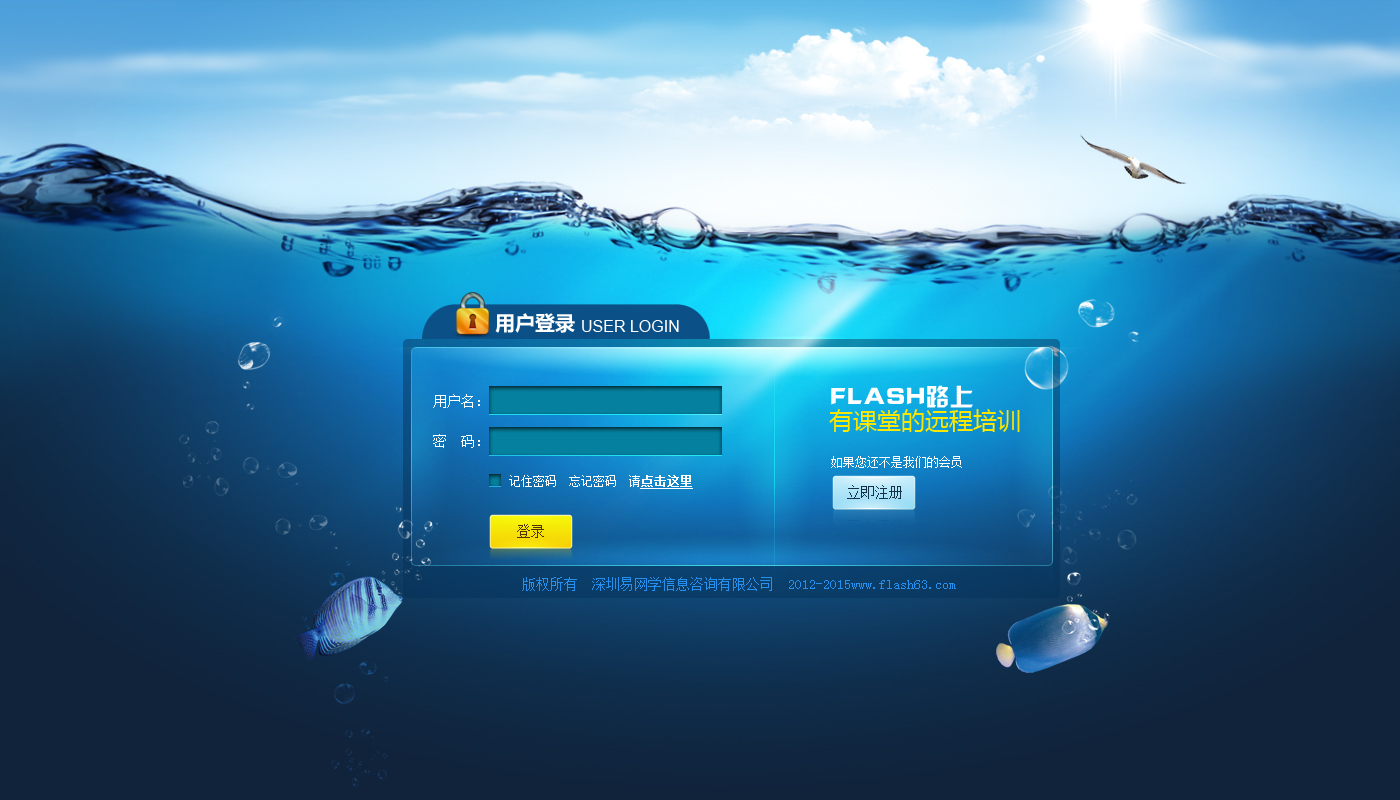 用户登录 USER LOGIN
用户名：
密　码：
记住密码　忘记密码　请点击这里
登录
FLASH路上
有课堂的远程培训
如果您还不是我们的会员
立即注册
版权所有　深圳易网学信息咨询有限公司　2012-2015www.flash63.com